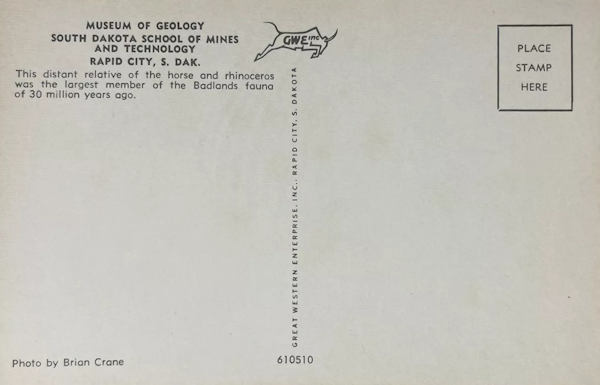 MUSEUM OF GEOLOGY
SOUTH DAKOTA SCHOOL OF MINES
AND TECHNOLOGY
RAPID CITY, S. DAK.
This distant relative of the horse and rhinoceros
was the largest member of the Badlands fauna
of 30 million years ago.
GWE inc
PLACE
STAMP
HERE
GREAT WESTERN ENTERPRISE, INC., RAPID CITY, S. DAKOTA
Photo by Brian Crane
610510